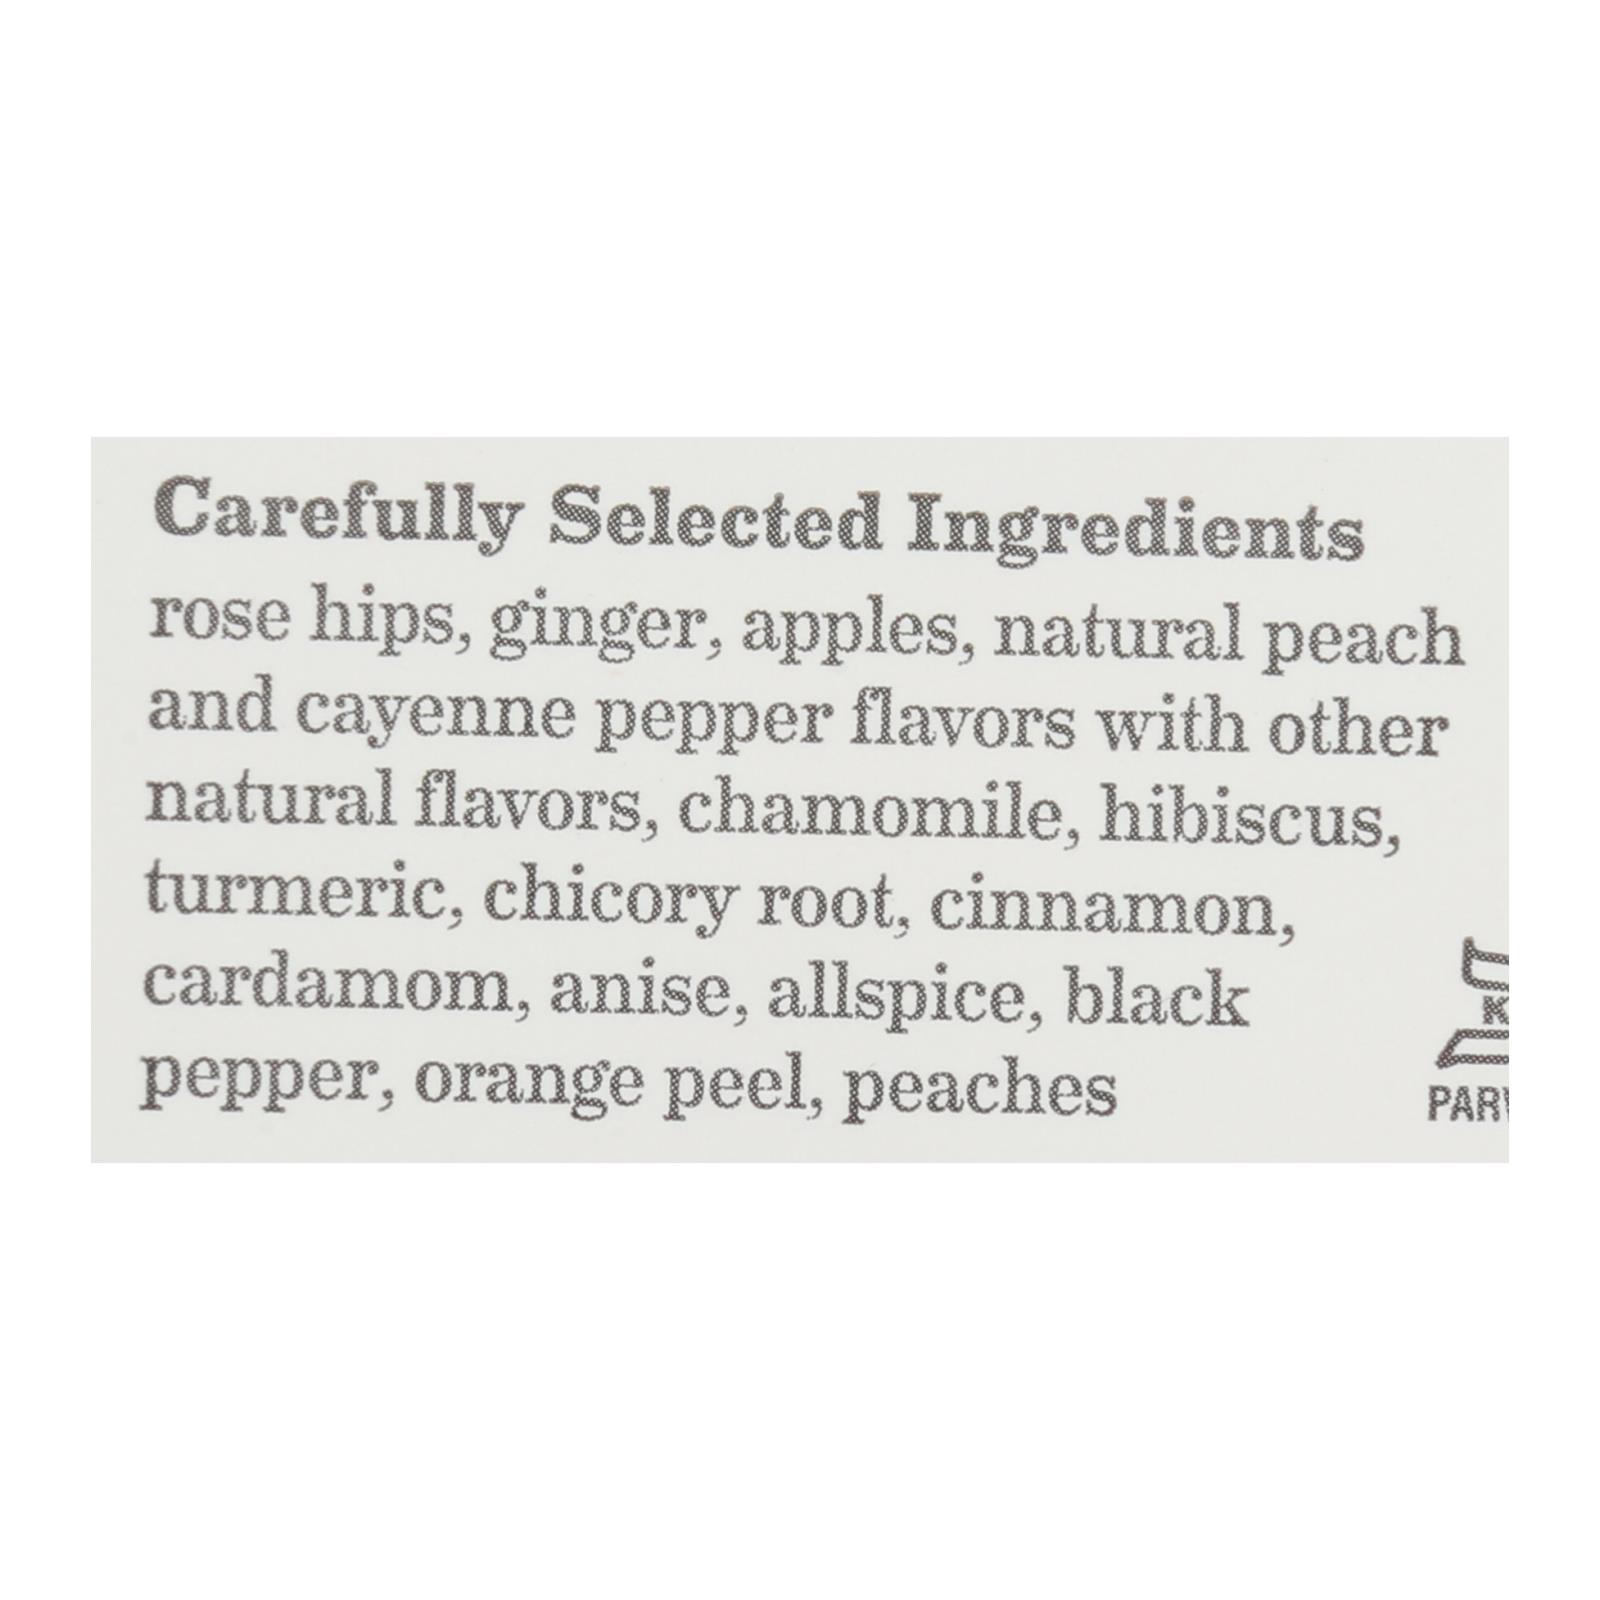 Carefully Selected Ingredients
rose hips, ginger, apples, natural peach
and cayenne pepper flavors with other
natural flavors, chamomile, hibiscus,
turmeric, chicory root, cinnamon,
cardamom, anise, allspice, black
pepper, orange peel, peaches
K